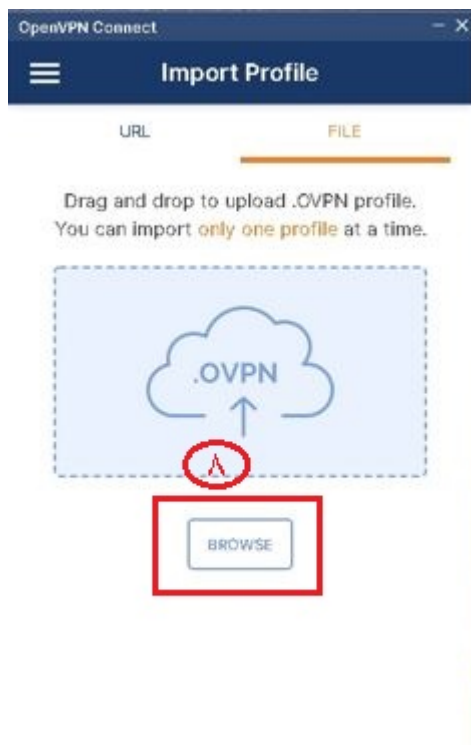 OpenVPN Connect
Import Profile
URL
FILE
Drag and drop to upload .OVPN profile.
You can import only one profile at a time.
.OVPN
۸
BROWSE